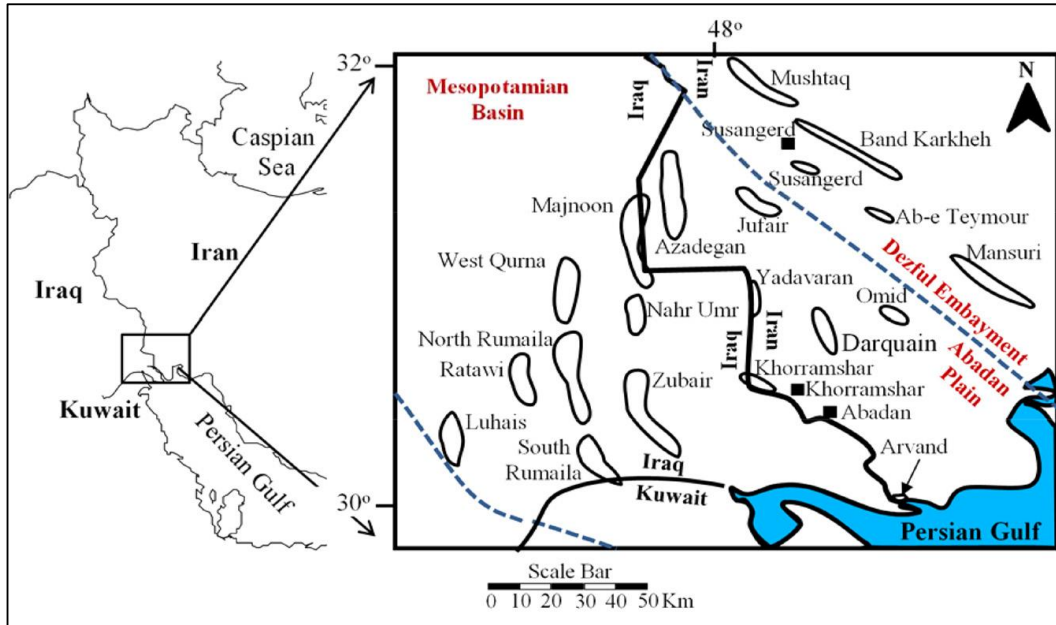 48º
32º
30º
Caspian
Sea
Iran
Iraq
Kuwait
Persian Gulf
N
Mesopotamian
Basin
Iran
Iraq
Mushtaq
Susangerd
Band Karkheh
Susangerd
Majnoon
Azadegan
Jufair
Ab-e Teymour
Mansuri
West Qurna
Yadavaran
Omid
Dezful Embayment
Nahr Umr
Iran
Iraq
North Rumaila
Darquain
Abadan
Plain
Ratawi
Zubair
Khorramshar
Khorramshar
Abadan
Luhais
South
Rumaila
Iraq
Kuwait
Arvand
Persian Gulf
Scale Bar
0 10 20 30 40 50 Km